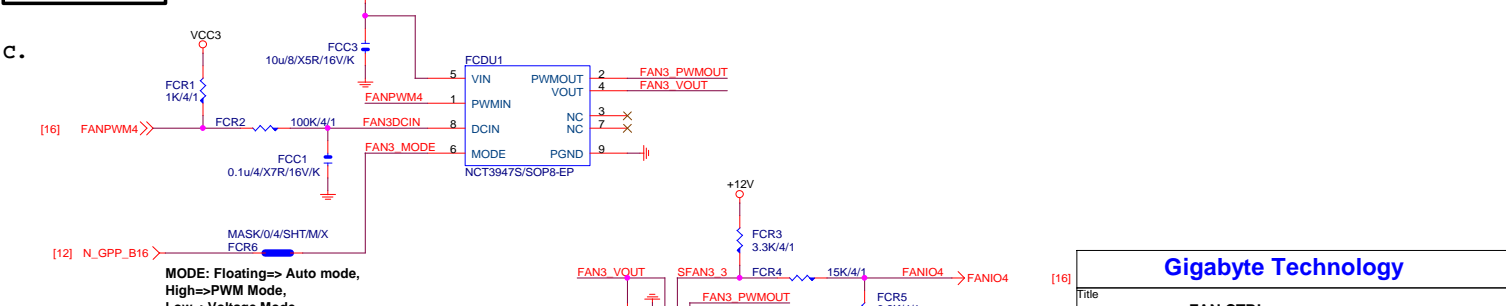 C.
VCC3
FCR1
1K/4/1
FCC3
10u/8/X5R/16V/K
FCDU1
5 VIN PWMOUT 2 FAN3_PWMOUT
VOUT 4 FAN3_VOUT
FANPWM4 1 PWMIN
NC 3
[16] FANPWM4 FCR2 100K/4/1 FAN3DCIN 8 DCIN NC 7
FAN3_MODE 6 MODE PGND 9
FCC1
0.1u/4/X7R/16V/K
NCT3947S/SOP8-EP
+12V
MASK/0/4/SHT/M/X
[12] N_GPP_B16 FCR6
FCR3
3.3K/4/1
MODE: Floating=> Auto mode,
High=>PWM Mode,
FAN3_VOUT SFAN3_3 FCR4 15K/4/1 FANIO4 FANIO4 [16]
FAN3_PWMOUT FCR5
Gigabyte Technology
Title